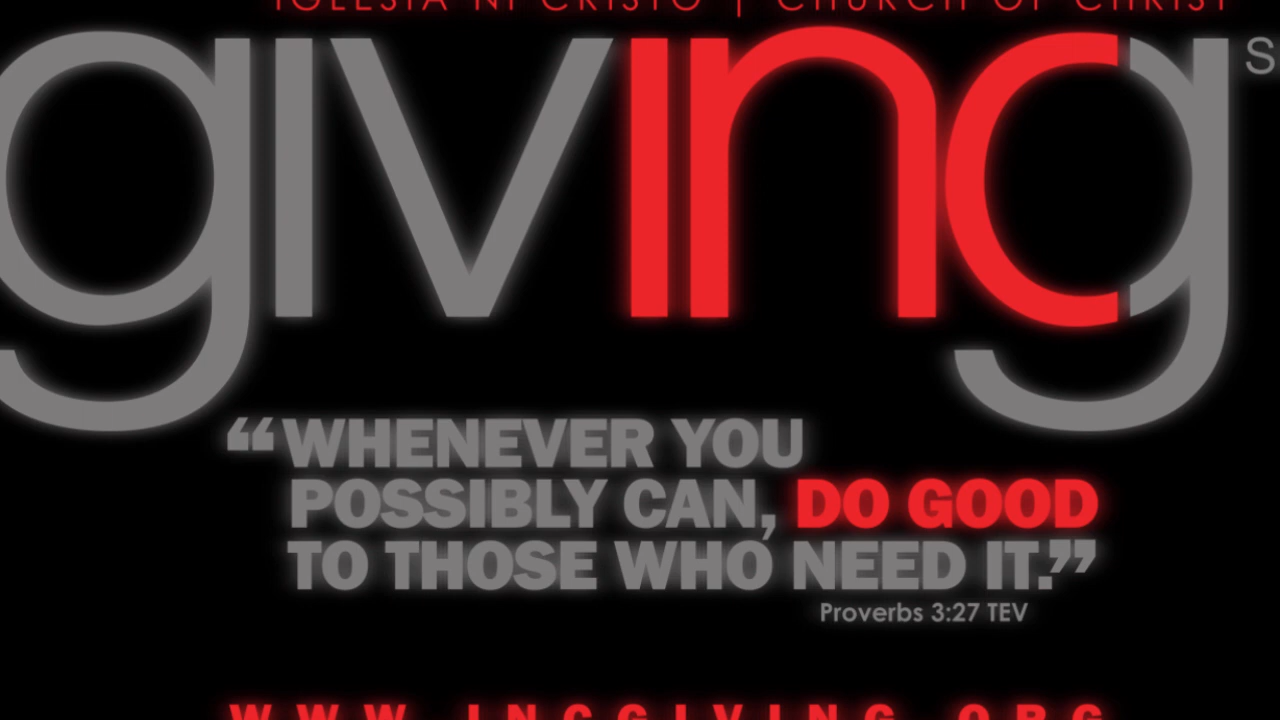 IGLESIA NI CRISTO | CHURCH OF CHRIST
givincg S
“WHENEVER YOU
POSSIBLY CAN, DO GOOD
TO THOSE WHO NEED IT.”
Proverbs 3:27 TEV
WWW.INCGIVING.ORG